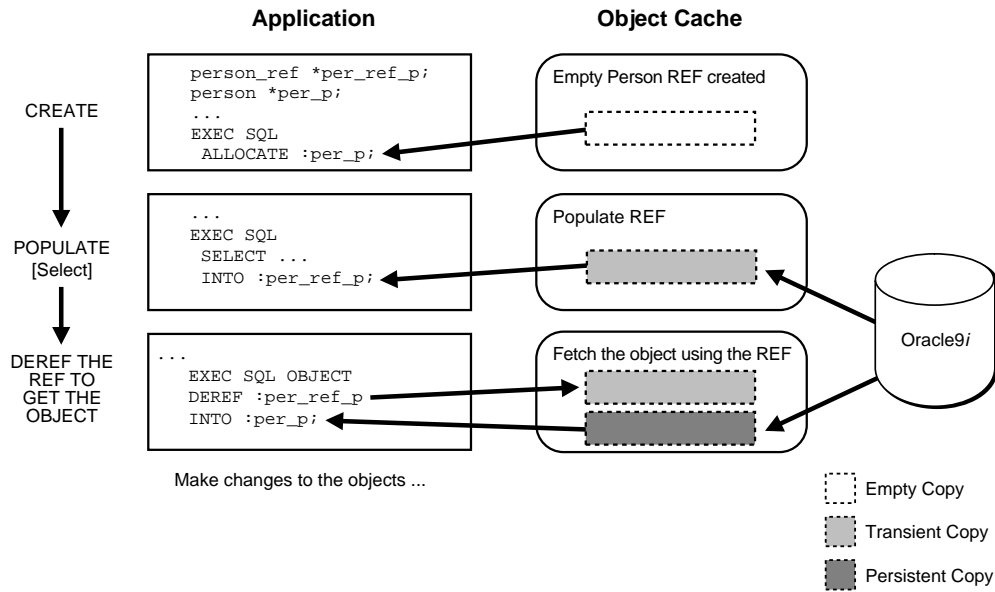 Application
Object Cache
CREATE
person_ref *per_ref_p;
person *per_p;
...
EXEC SQL
ALLOCATE :per_p;
Empty Person REF created
POPULATE
[Select]
...
EXEC SQL
SELECT ...
INTO :per_ref_p;
Populate REF
Oracle9i
DEREF THE
REF TO
GET THE
OBJECT
...
EXEC SQL OBJECT
DEREF :per_ref_p
INTO :per_p;
Fetch the object using the REF
Make changes to the objects ...
Empty Copy
Transient Copy
Persistent Copy